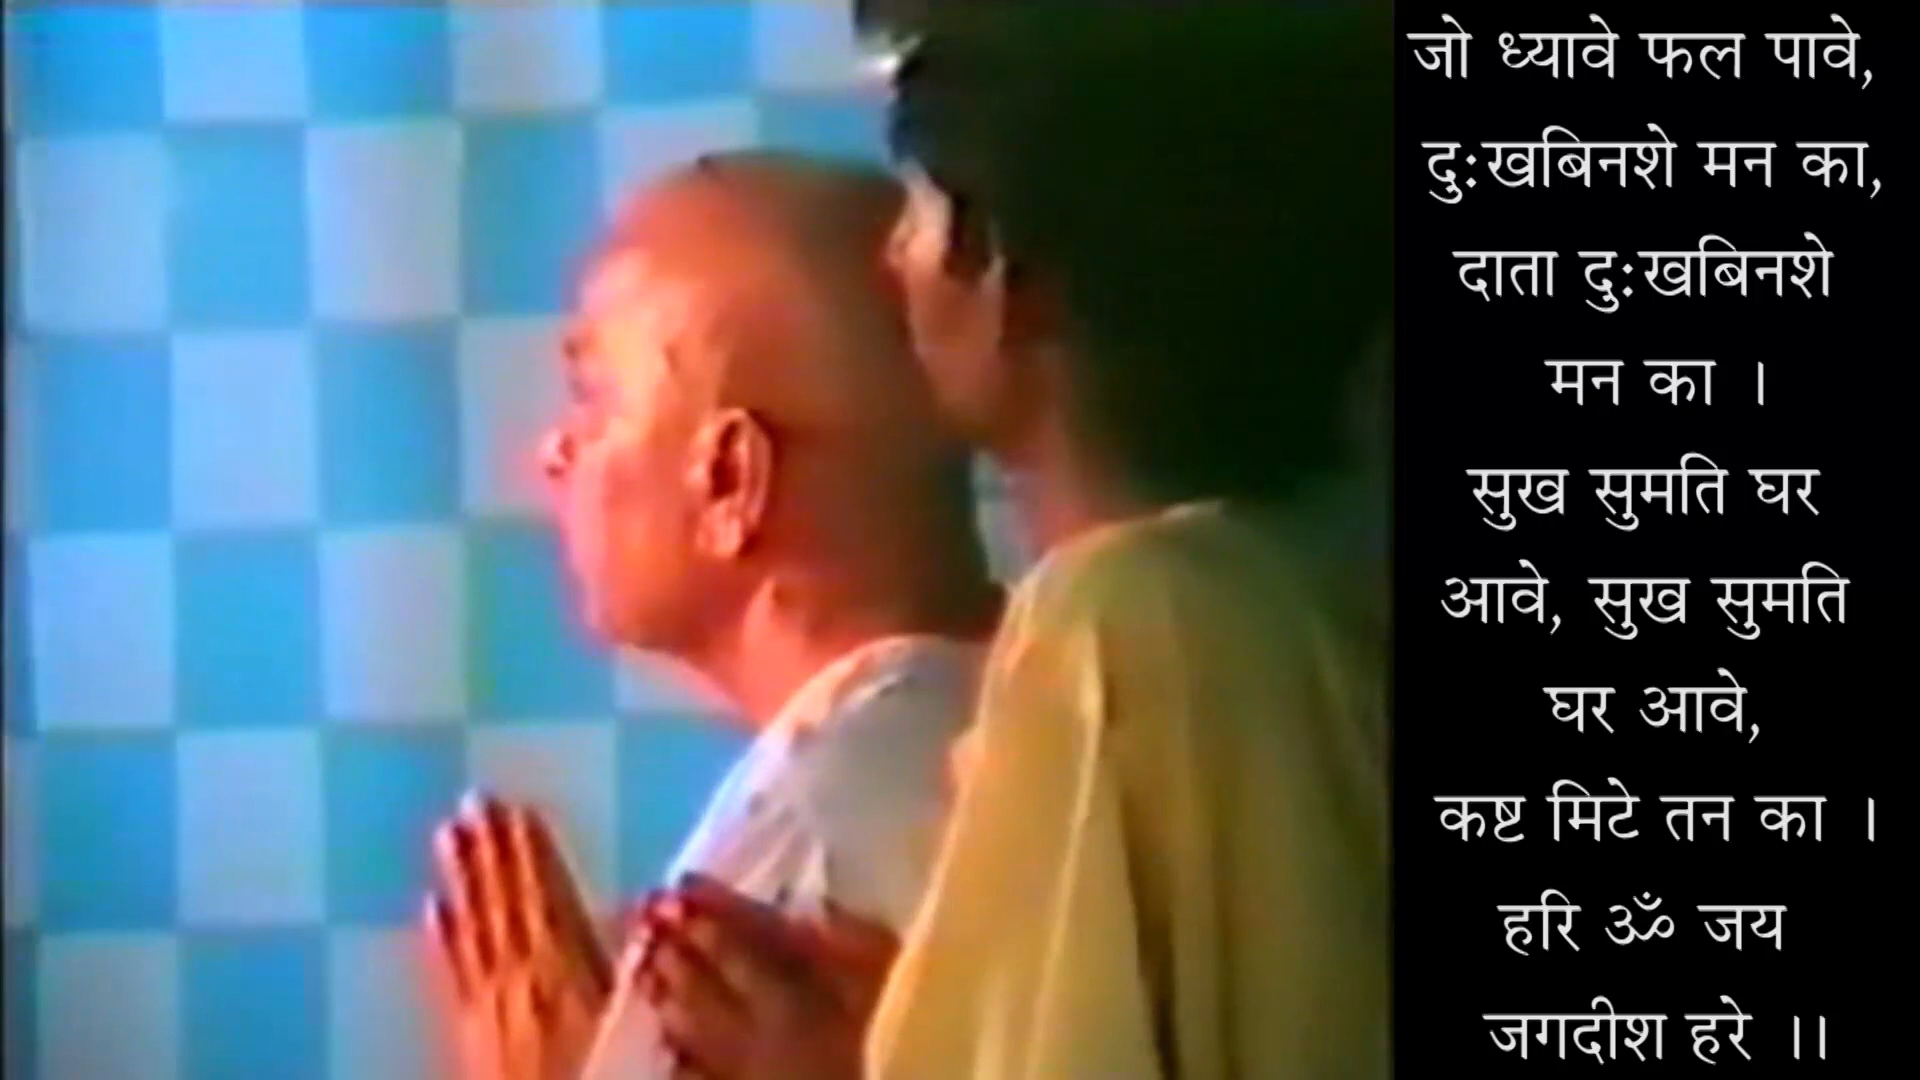 जो ध्यावे फल पावे,
दुःखबिनशे मन का,
दाता दुःखबिनशे
मन का ।
सुख सुमति घर
आवे, सुख सुमति
घर आवे,
कष्ट मिटे तन का ।
हरि ॐ जय
जगदीश हरे ।।